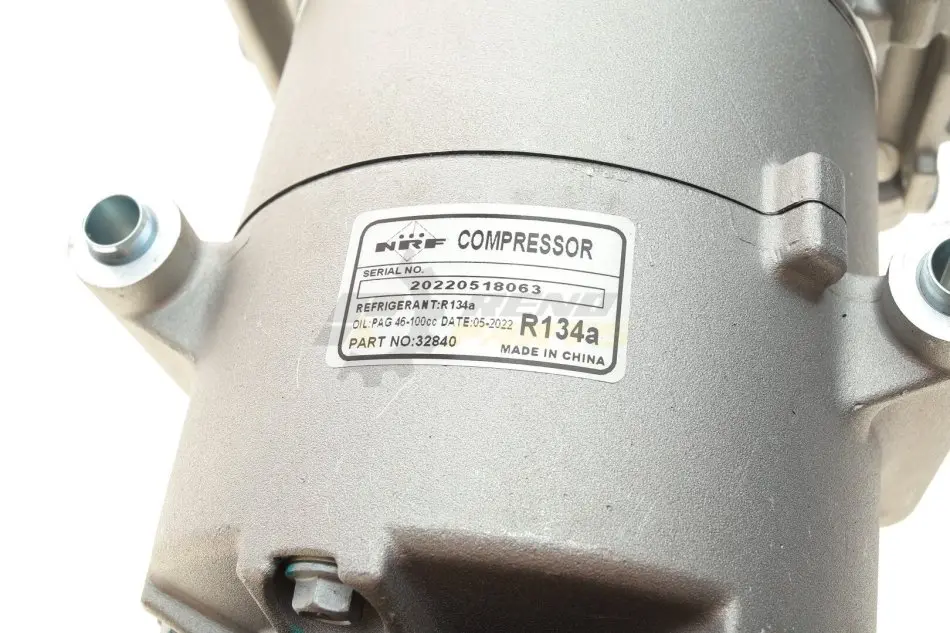 NRF COMPRESSOR
SERIAL NO.
20220518063
REFRIGERANT:R134a
OIL:PAG 46-100cc DATE:05-2022 R134a
PART NO:32840
MADE IN CHINA